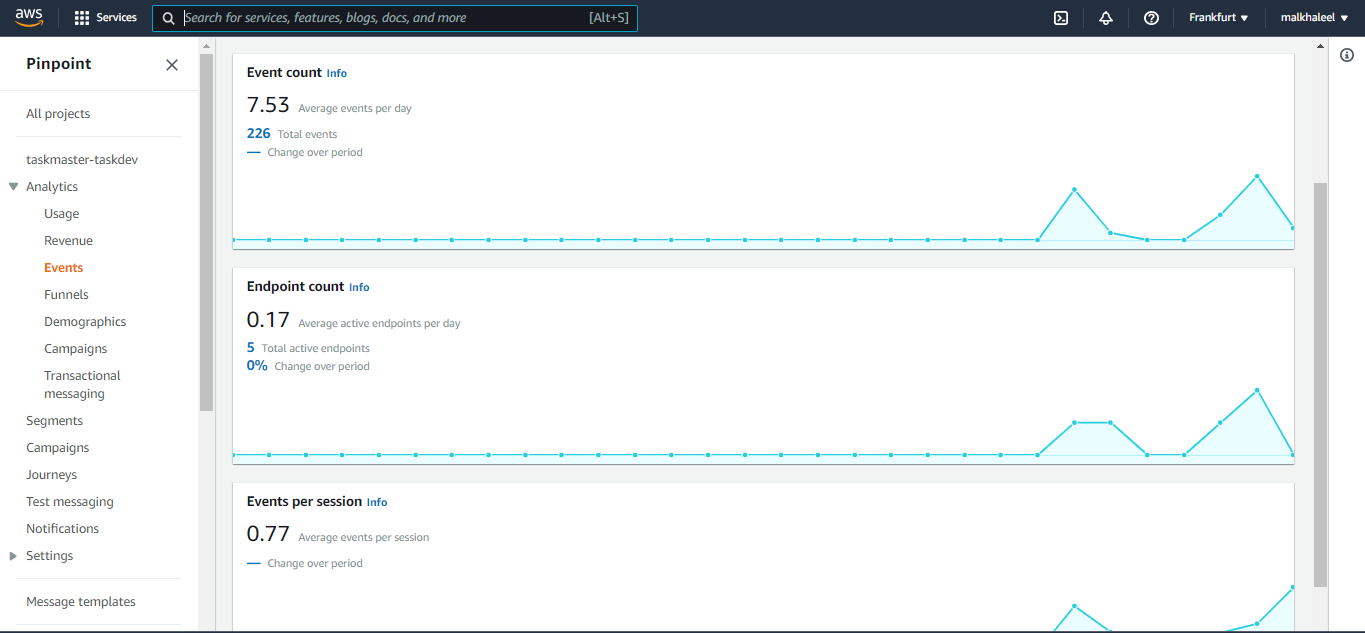 aws
Services
Search for services, features, blogs, docs, and more
[Alt+S]
Frankfurt
malkhaleel
Pinpoint
All projects
taskmaster-taskdev
Analytics
Usage
Revenue
Events
Funnels
Demographics
Campaigns
Transactional
messaging
Segments
Campaigns
Journeys
Test messaging
Notifications
Settings
Message templates
Event count Info
7.53 Average events per day
226 Total events
— Change over period
Endpoint count Info
0.17 Average active endpoints per day
5 Total active endpoints
0% Change over period
Events per session Info
0.77 Average events per session
— Change over period